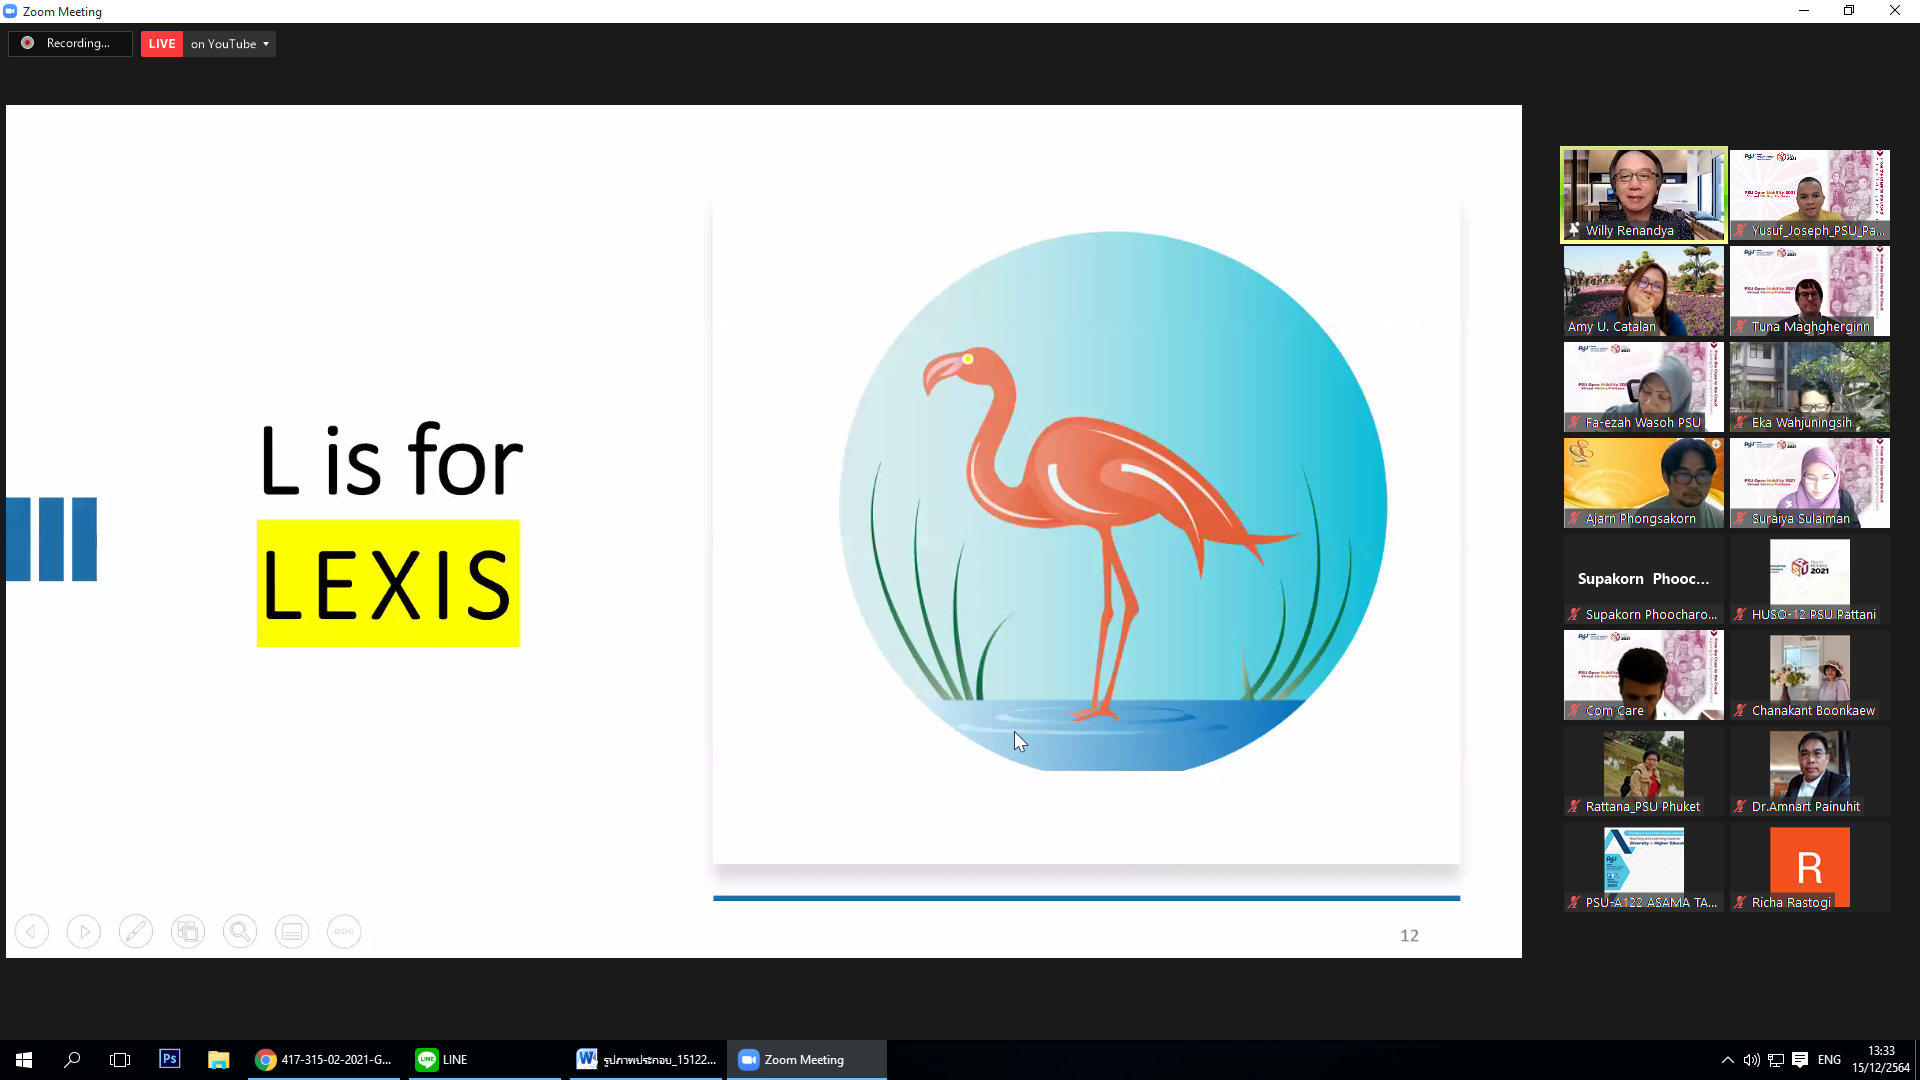 Zoom Meeting
Recording...
LIVE on YouTube
L is for
LEXIS
12
Willy Renandya
Yusuf_Joseph_PSU_Pa...
Amy U. Catalan
Tuna Maghgherginn
Fa-ezah Wasoh PSU
Eka Wahjuningsih
Ajarn Phongsakorn
Suraiya Sulaiman
Supakorn Phooc...
Supakorn Phoocharo...
2021
HUSO-12 PSU Pattani
Com Care
Chanakant Boonkaew
Rattana_PSU Phuket
Dr.Amnart Painuhit
PSU-A122 ASAMA TA...
R
Richa Rastogi
Ps
417-315-02-2021-G...
LINE
รูปภาพประกอบ_15122...
Zoom Meeting
ENG
13:33
15/12/2564